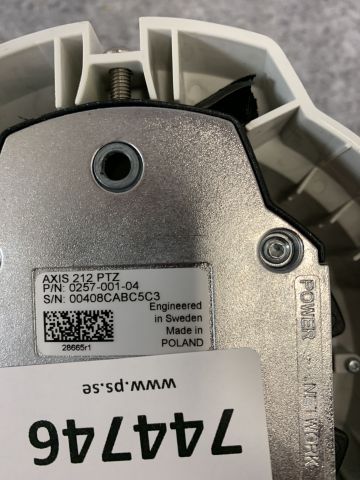 AXIS 212 PTZ
P/N: 0257-001-04
S/N: 00408CABC5C3
Engineered
in Sweden
Made in
POLAND
28665r1
POWER
NETWORK
www.ps.se
744746